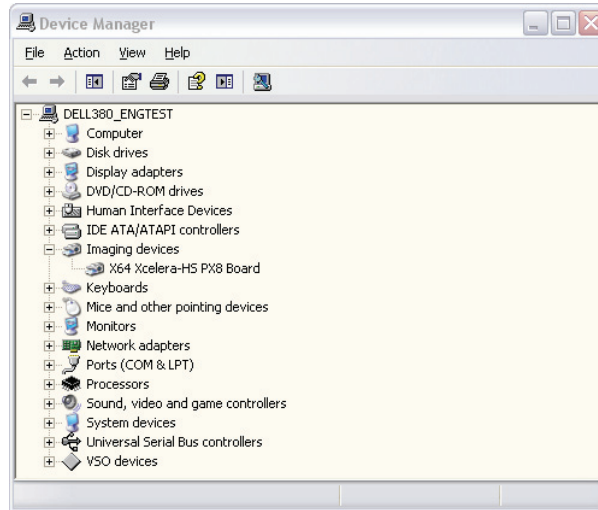 Device Manager
File Action View Help
DELL380_ENGTEST
Computer
Disk drives
Display adapters
DVD/CD-ROM drives
Human Interface Devices
IDE ATA/ATAPI controllers
Imaging devices
X64 Xcelera-HS PX8 Board
Keyboards
Mice and other pointing devices
Monitors
Network adapters
Ports (COM & LPT)
Processors
Sound, video and game controllers
System devices
Universal Serial Bus controllers
VSO devices